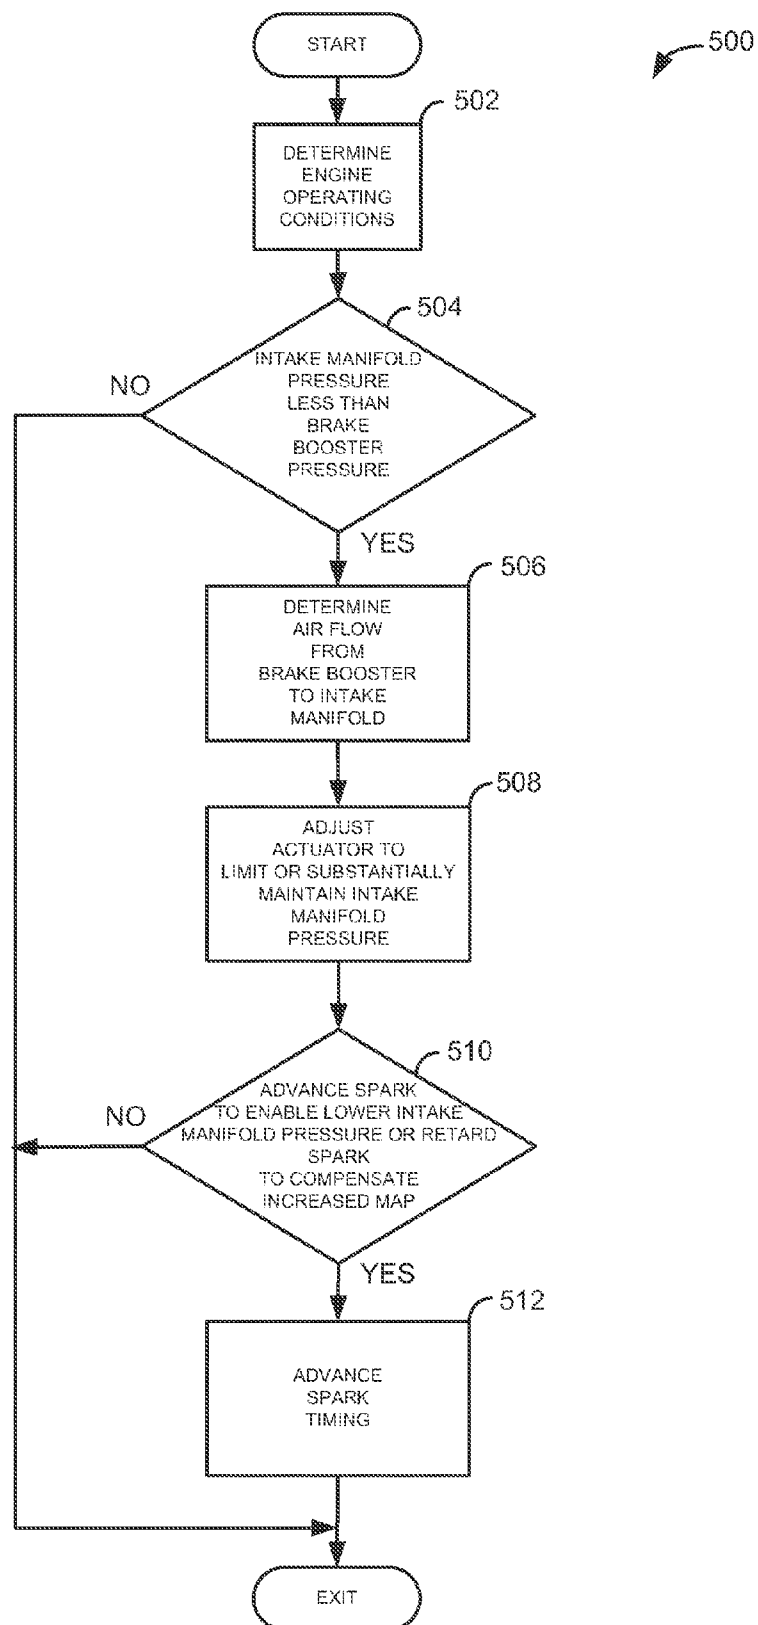 START
500
502
DETERMINE
ENGINE
OPERATING
CONDITIONS
504
INTAKE MANIFOLD
PRESSURE
LESS THAN
BRAKE
BOOSTER
PRESSURE
NO
YES
506
DETERMINE
AIR FLOW
FROM
BRAKE BOOSTER
TO INTAKE
MANIFOLD
508
ADJUST
ACTUATOR TO
LIMIT OR SUBSTANTIALLY
MAINTAIN INTAKE
MANIFOLD
PRESSURE
510
ADVANCE SPARK
TO ENABLE LOWER INTAKE
MANIFOLD PRESSURE OR RETARD
SPARK
TO COMPENSATE
INCREASED MAP
NO
YES
512
ADVANCE
SPARK
TIMING
EXIT